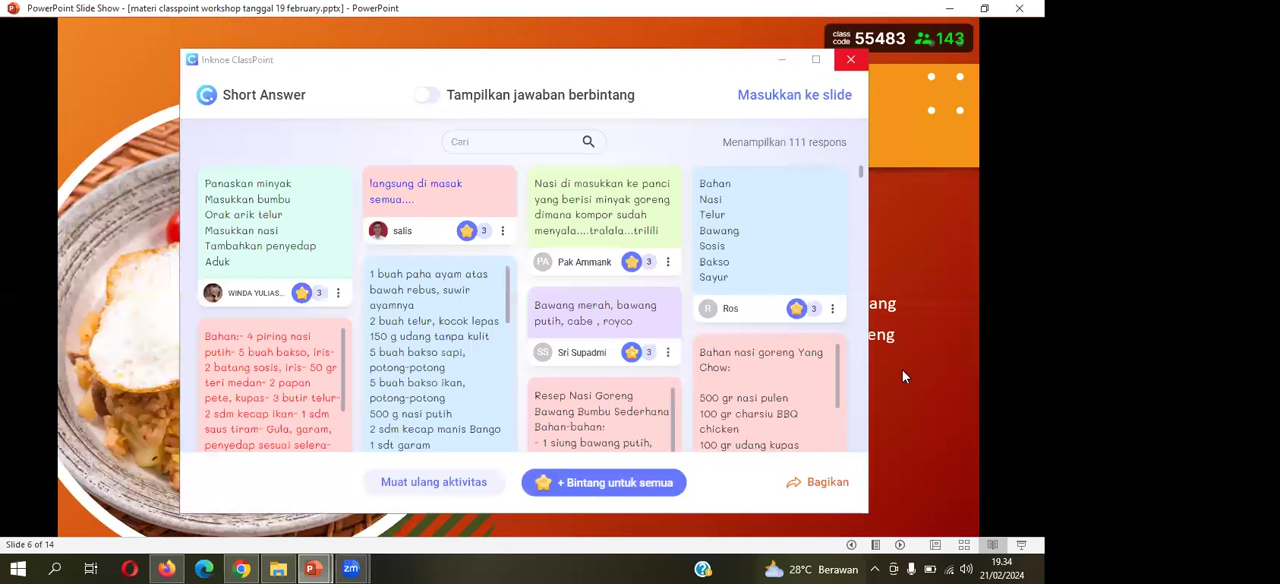 PowerPoint Slide Show - [materi classpoint workshop tanggal 19 february.pptx] - PowerPoint
class code 55483 143
Inknoe ClassPoint
Short Answer
Tampilkan jawaban berbintang
Masukkan ke slide
Cari
Menampilkan 111 respons
Panaskan minyak
Masukkan bumbu
Orak arik telur
Masukkan nasi
Tambahkan penyedap
Aduk
WINDA YULIAS... 3
Bahan:- 4 piring nasi
putih- 5 buah bakso, iris-
2 batang sosis, iris- 50 gr
teri medan- 2 papan
pete, kupas- 3 butir telur-
2 sdm kecap ikan- 1 sdm
saus tiram- Gula, garam,
penyedap sesuai selera-
langsung di masak
semua....
salis 3
1 buah paha ayam atas
bawah rebus, suwir
ayamnya
2 buah telur, kocok lepas
150 g udang tanpa kulit
5 buah bakso sapi,
potong-potong
5 buah bakso ikan,
potong-potong
500 g nasi putih
2 sdm kecap manis Bango
1 sdt garam
Nasi di masukkan ke panci
yang berisi minyak goreng
dimana kompor sudah
menyala....tralala...trilili
PA Pak Ammank 3
Bawang merah, bawang
putih, cabe , royco
SS Sri Supadmi 3
Resep Nasi Goreng
Bawang Bumbu Sederhana
Bahan-bahan:
- 1 siung bawang putih,
Bahan
Nasi
Telur
Bawang
Sosis
Bakso
Sayur
R Ros 3
Bahan nasi goreng Yang
Chow:
500 gr nasi pulen
100 gr charsiu BBQ
chicken
100 gr udang kupas
ang
eng
Muat ulang aktivitas
+ Bintang untuk semua
Bagikan
Slide 6 of 14
28°C Berawan
19.34
21/02/2024